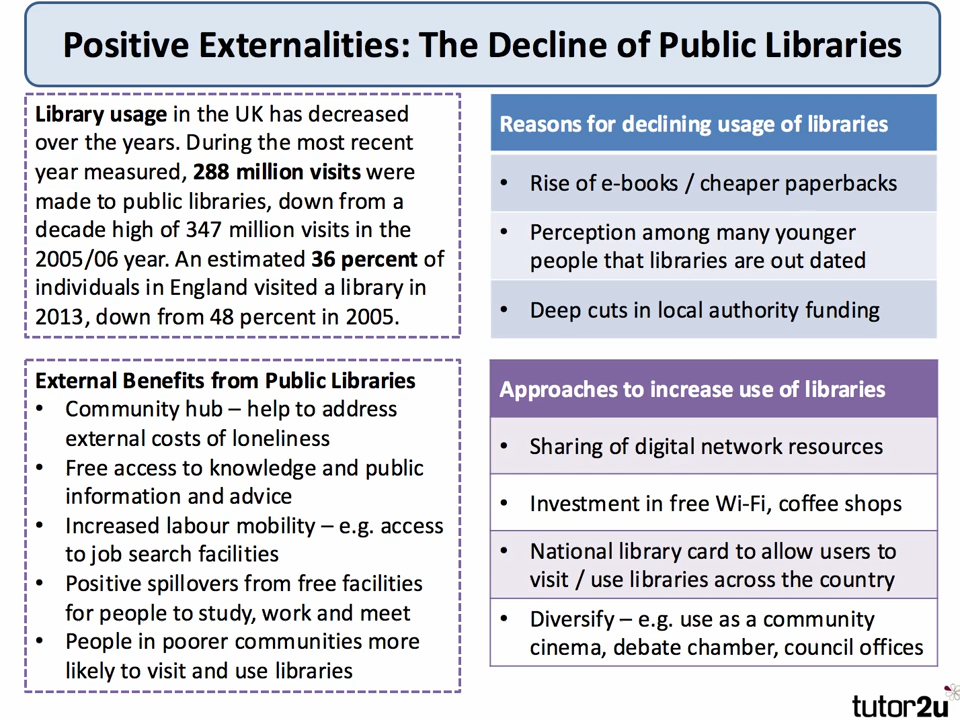 Positive Externalities: The Decline of Public Libraries
Library usage in the UK has decreased
over the years. During the most recent
year measured, 288 million visits were
made to public libraries, down from a
decade high of 347 million visits in the
2005/06 year. An estimated 36 percent of
individuals in England visited a library in
2013, down from 48 percent in 2005.
Reasons for declining usage of libraries
• Rise of e-books / cheaper paperbacks
• Perception among many younger
people that libraries are out dated
• Deep cuts in local authority funding
External Benefits from Public Libraries
• Community hub – help to address
external costs of loneliness
• Free access to knowledge and public
information and advice
• Increased labour mobility – e.g. access
to job search facilities
• Positive spillovers from free facilities
for people to study, work and meet
• People in poorer communities more
likely to visit and use libraries
Approaches to increase use of libraries
• Sharing of digital network resources
• Investment in free Wi-Fi, coffee shops
• National library card to allow users to
visit / use libraries across the country
• Diversify – e.g. use as a community
cinema, debate chamber, council offices
tutor2u